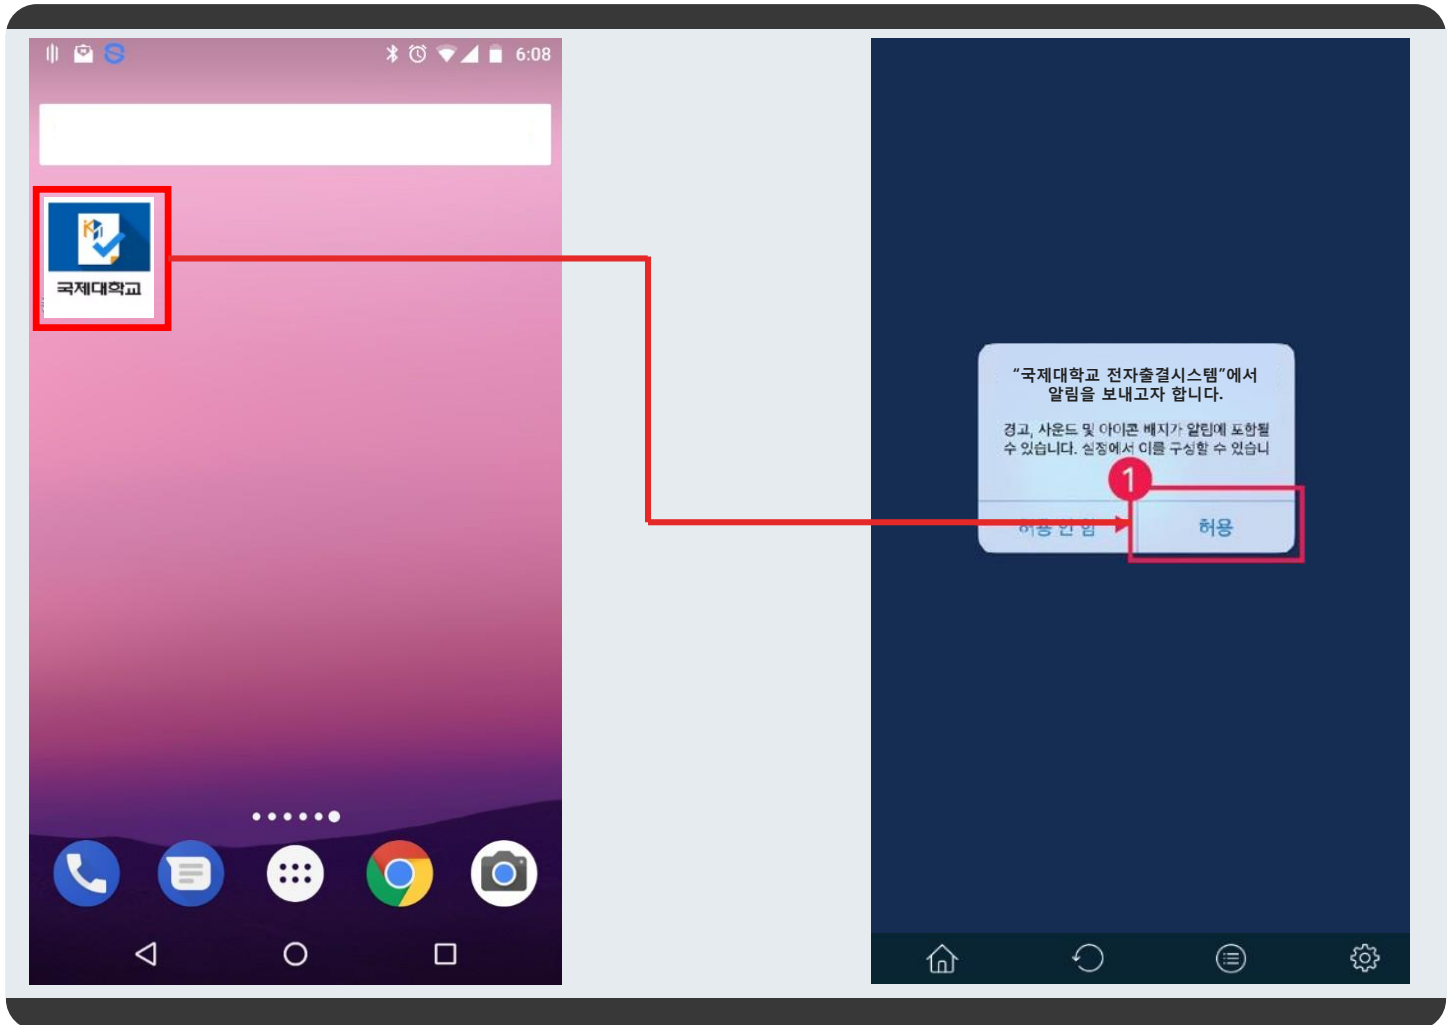 6:08
국제대학교
“국제대학교 전자출결시스템”에서
알림을 보내고자 합니다.
경고, 사운드 및 아이콘 배지가 알림에 포함될
수 있습니다. 설정에서 이를 구성할 수 있습니
1
허용 안 함
허용